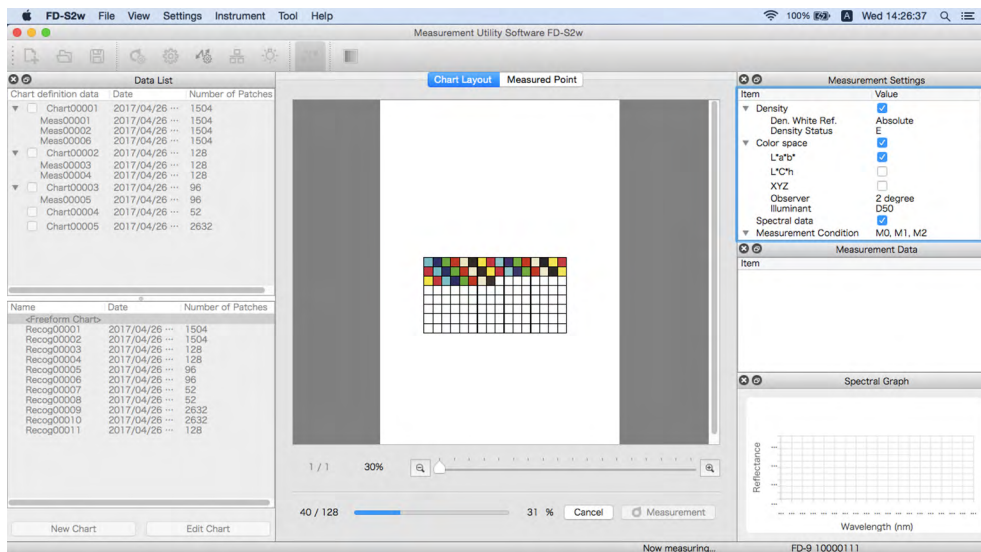 FD-S2w File View Settings Instrument Tool Help 100% A Wed 14:26:37
Measurement Utility Software FD-S2w
Data List
Chart definition data Date Number of Patches
Chart00001 2017/04/26 ··· 1504
Meas00001 2017/04/26 ··· 1504
Meas00002 2017/04/26 ··· 1504
Meas00006 2017/04/26 ··· 1504
Chart00002 2017/04/26 ··· 128
Meas00003 2017/04/26 ··· 128
Meas00004 2017/04/26 ··· 128
Chart00003 2017/04/26 ··· 96
Meas00005 2017/04/26 ··· 96
Chart00004 2017/04/26 ··· 52
Chart00005 2017/04/26 ··· 2632
Name Date Number of Patches
<Freeform Chart>
Recog00001 2017/04/26 ··· 1504
Recog00002 2017/04/26 ··· 1504
Recog00003 2017/04/26 ··· 128
Recog00004 2017/04/26 ··· 128
Recog00005 2017/04/26 ··· 96
Recog00006 2017/04/26 ··· 96
Recog00007 2017/04/26 ··· 52
Recog00008 2017/04/26 ··· 52
Recog00009 2017/04/26 ··· 2632
Recog00010 2017/04/26 ··· 2632
Recog00011 2017/04/26 ··· 128
New Chart Edit Chart
Chart Layout Measured Point
1 / 1 30%
40 / 128 31 % Cancel Measurement
Measurement Settings
Item Value
Density
Den. White Ref. Absolute
Density Status E
Color space
L*a*b*
L*C*h
XYZ
Observer 2 degree
Illuminant D50
Spectral data
Measurement Condition M0, M1, M2
Measurement Data
Item
Spectral Graph
Reflectance
Wavelength (nm)
Now measuring... FD-9 10000111